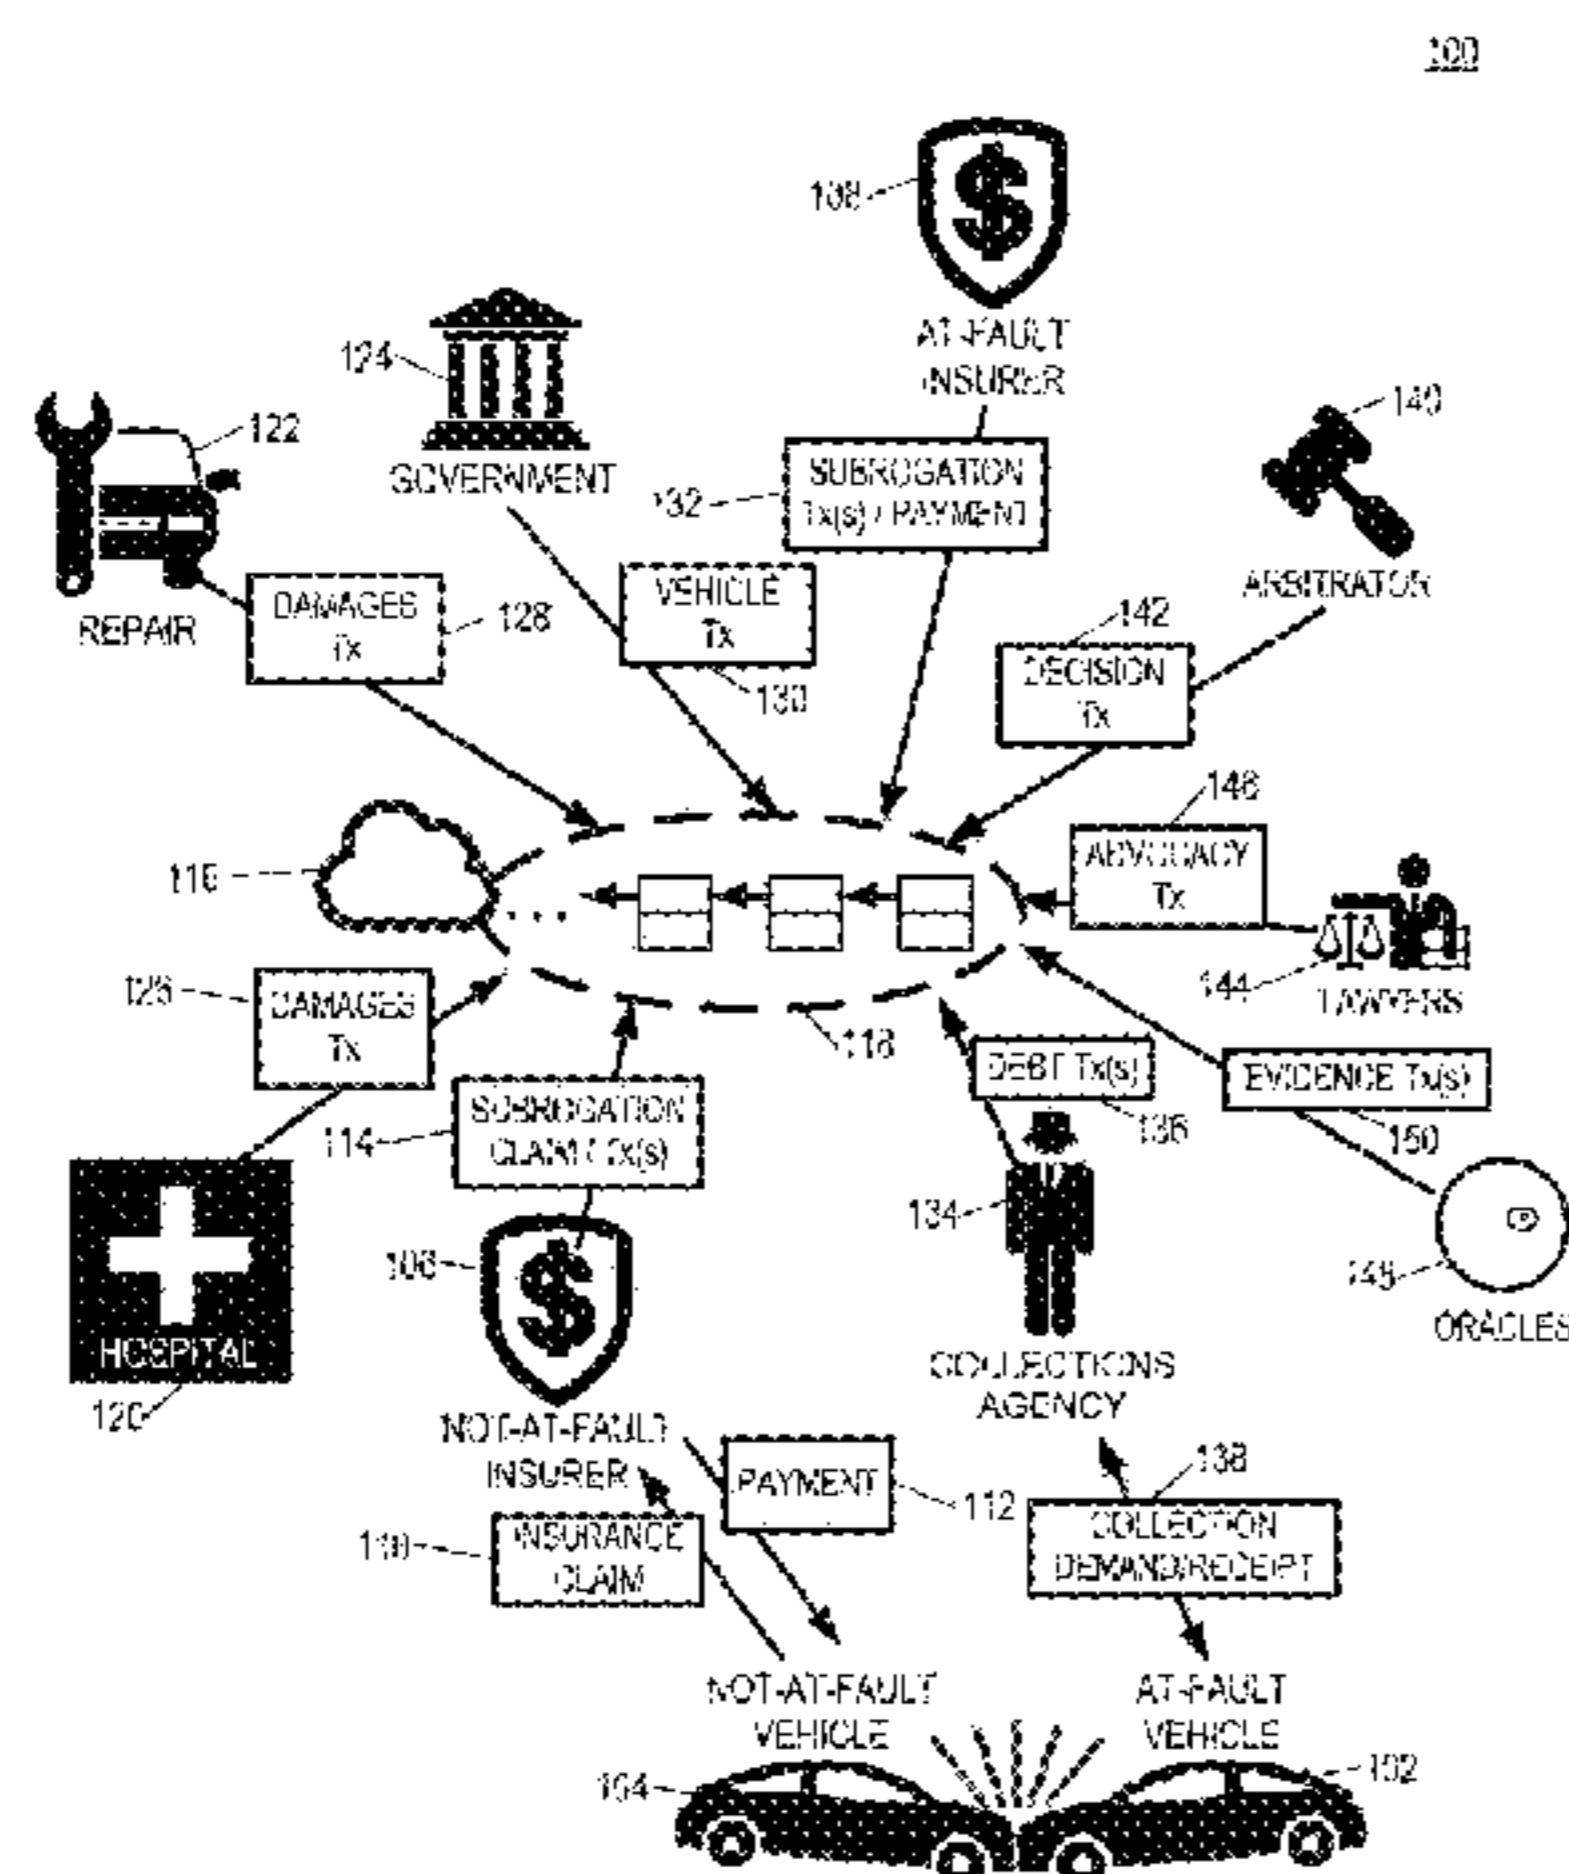 100
108
AT-FAULT
INSURER
124
GOVERNMENT
122
REPAIR
140
ARBITRATOR
132
SUBROGATION
Tx(s) / PAYMENT
DAMAGES
Tx
128
VEHICLE
Tx
130
142
DECISION
Tx
146
ADVOCACY
Tx
144
LAWYERS
...
118
DAMAGES
Tx
114
SUBROGATION
CLAIM / Tx(s)
DEBT Tx(s)
136
EVIDENCE Tx(s)
150
134
148
ORACLES
106
HOSPITAL
120
COLLECTIONS
AGENCY
NOT-AT-FAULT
INSURER
PAYMENT
112
138
COLLECTION
DEMAND/RECEIPT
110
INSURANCE
CLAIM
NOT-AT-FAULT
VEHICLE
AT-FAULT
VEHICLE
104
102